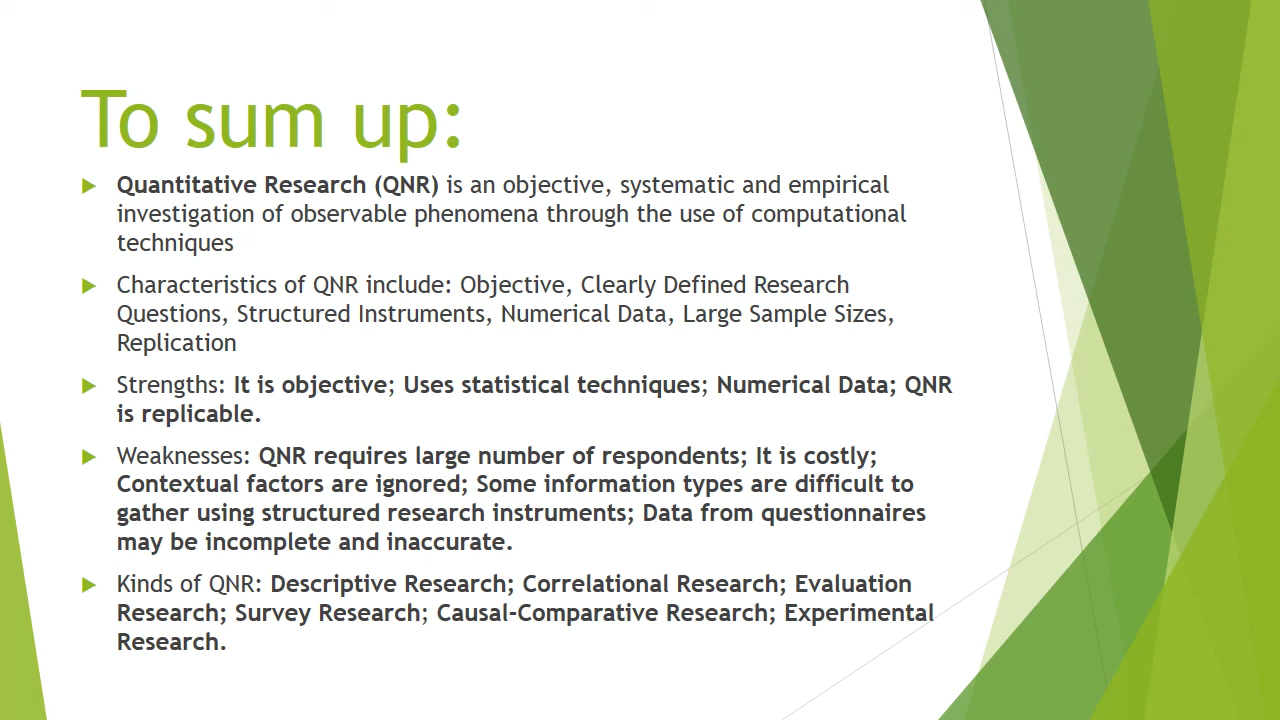 To sum up:
Quantitative Research (QNR) is an objective, systematic and empirical
investigation of observable phenomena through the use of computational
techniques
Characteristics of QNR include: Objective, Clearly Defined Research
Questions, Structured Instruments, Numerical Data, Large Sample Sizes,
Replication
Strengths: It is objective; Uses statistical techniques; Numerical Data; QNR
is replicable.
Weaknesses: QNR requires large number of respondents; It is costly;
Contextual factors are ignored; Some information types are difficult to
gather using structured research instruments; Data from questionnaires
may be incomplete and inaccurate.
Kinds of QNR: Descriptive Research; Correlational Research; Evaluation
Research; Survey Research; Causal-Comparative Research; Experimental
Research.